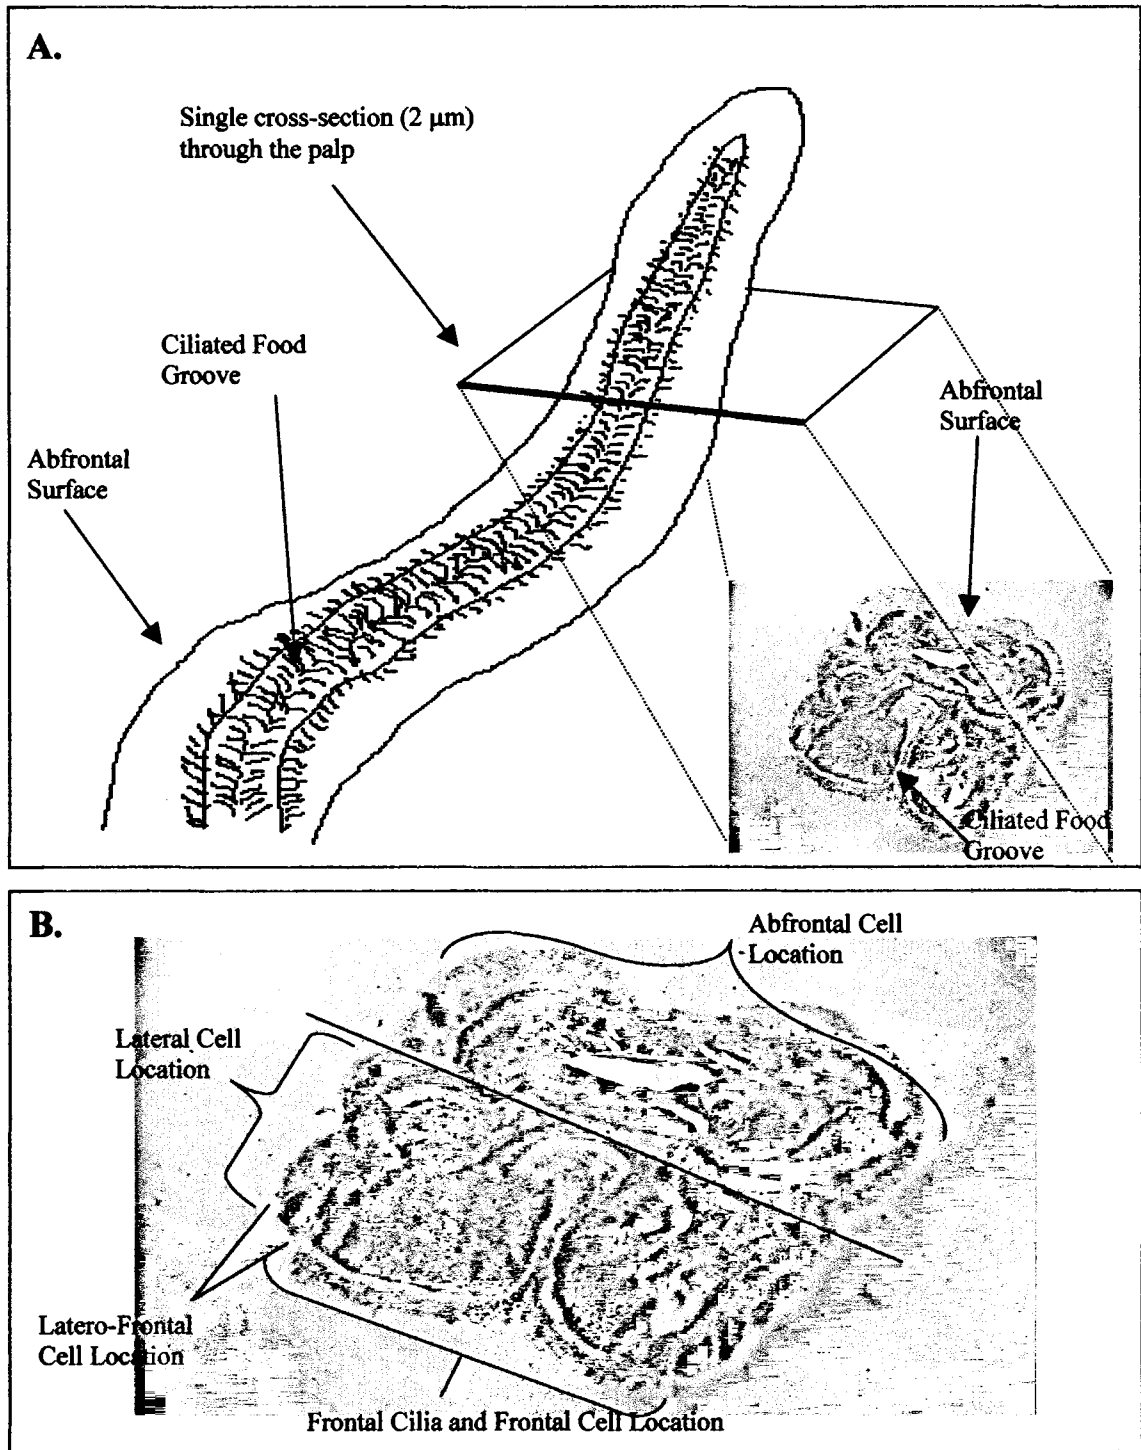 A.
Single cross-section (2 μm)
through the palp
Ciliated Food
Groove
Abfrontal
Surface
Abfrontal
Surface
Ciliated Food
Groove
B.
Abfrontal Cell
Location
Lateral Cell
Location
Latero-Frontal
Cell Location
Frontal Cilia and Frontal Cell Location